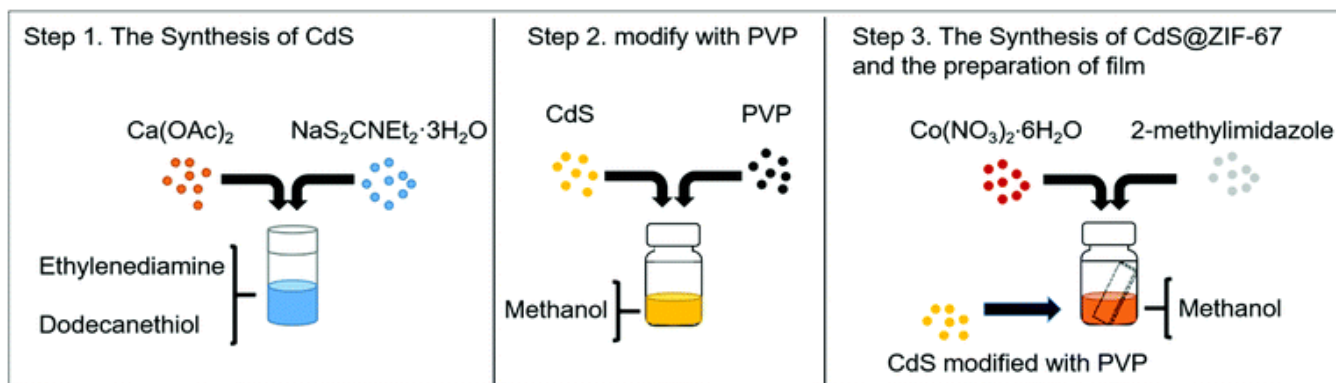 Step 1. The Synthesis of CdS
Ca(OAc)₂
NaS₂CNEt₂·3H₂O
Ethylenediamine
Dodecanethiol
Step 2. modify with PVP
CdS
PVP
Methanol
Step 3. The Synthesis of CdS@ZIF-67
and the preparation of film
Co(NO₃)₂·6H₂O
2-methylimidazole
Methanol
CdS modified with PVP